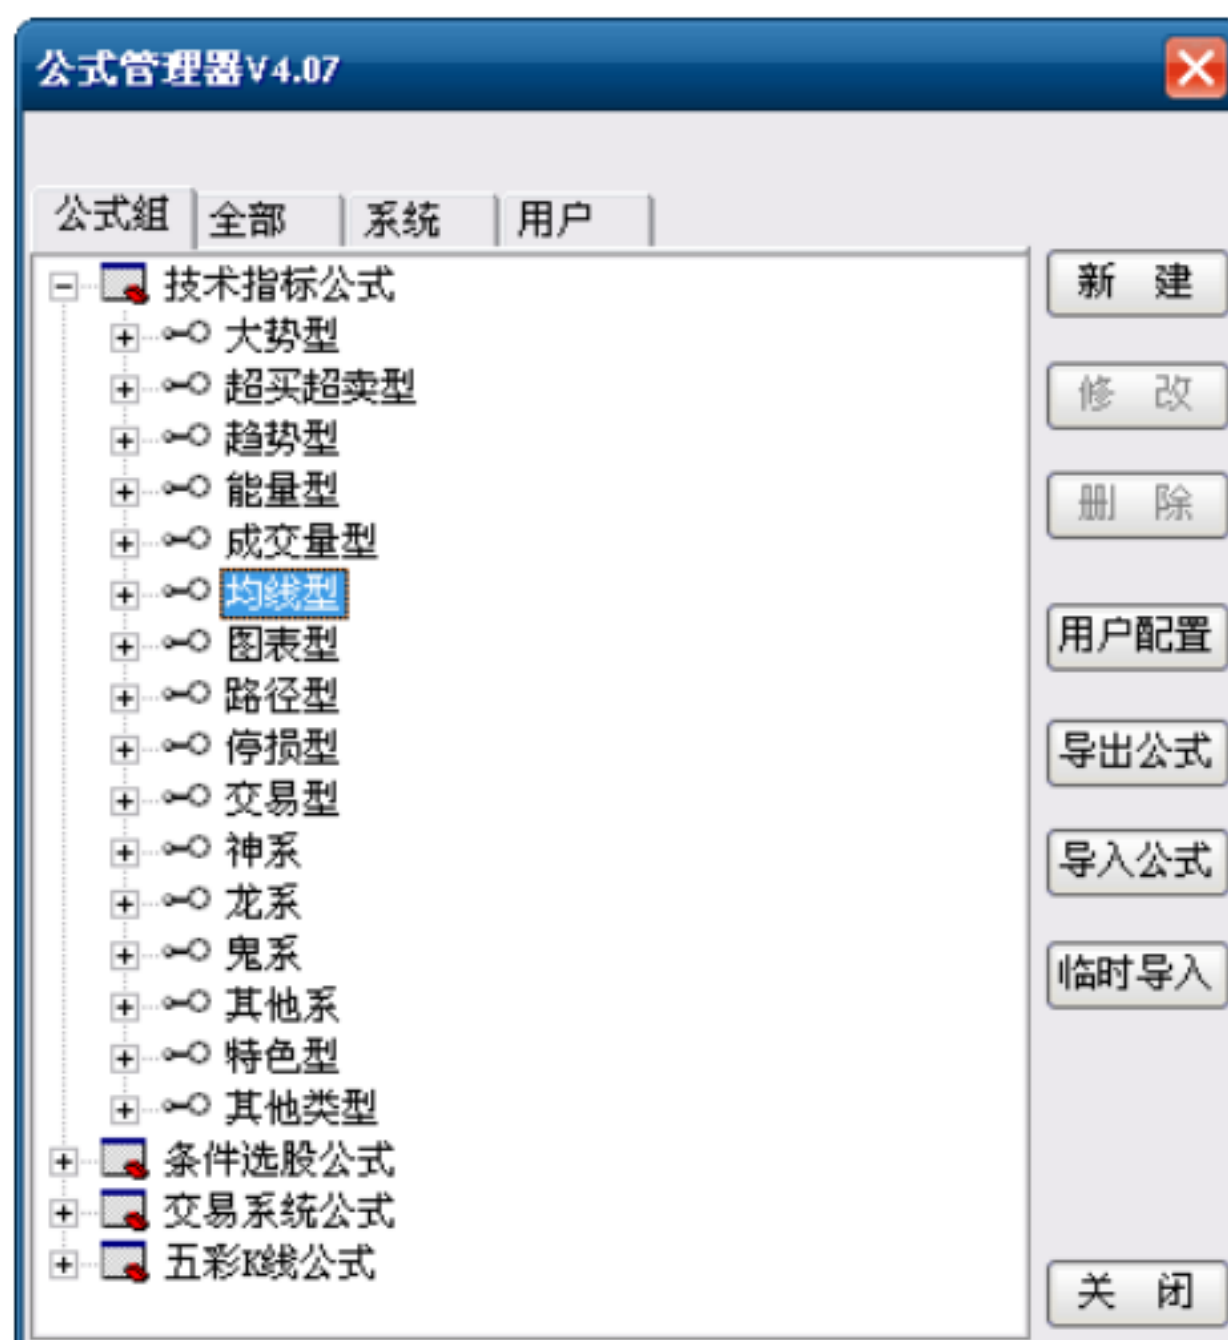 公式管理器V4.07
公式组 全部 系统 用户
技术指标公式
大势型
超买超卖型
趋势型
能量型
成交量型
均线型
图表型
路径型
停损型
交易型
神系
龙系
鬼系
其他系
特色型
其他类型
条件选股公式
交易系统公式
五彩K线公式
新 建
修 改
删 除
用户配置
导出公式
导入公式
临时导入
关 闭